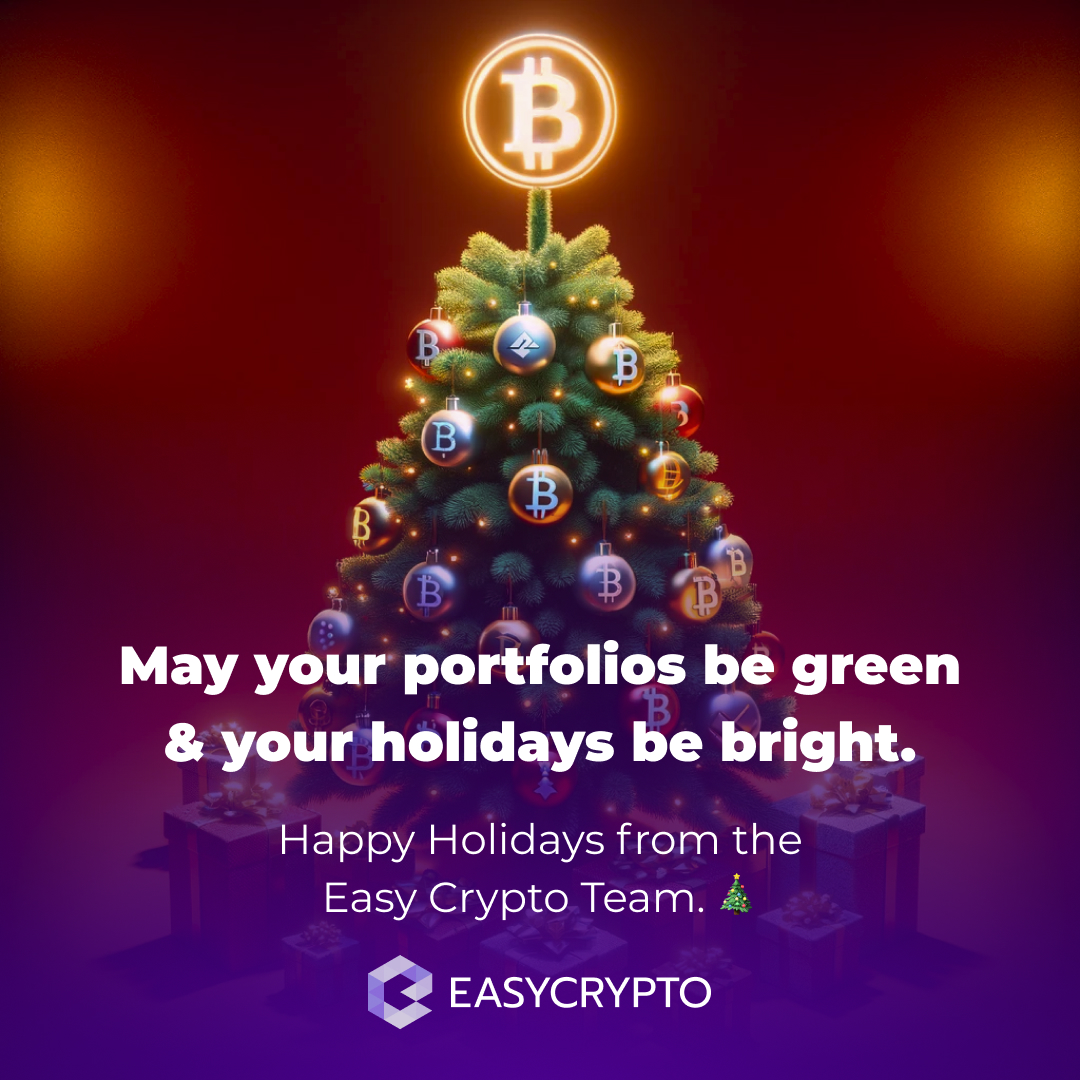 May your portfolios be green
& your holidays be bright.
Happy Holidays from the
Easy Crypto Team. 🎄
EASYCRYPTO